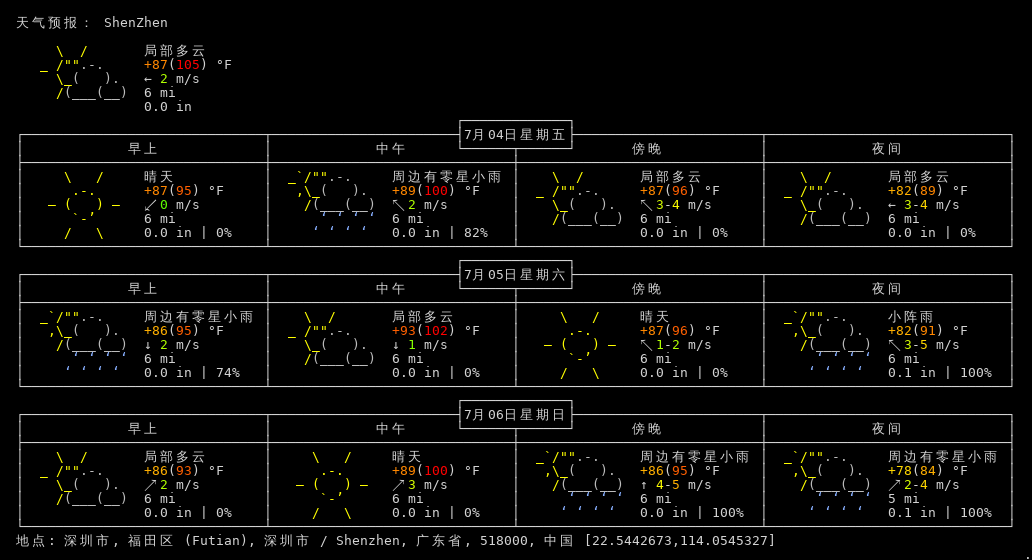 天气预报： ShenZhen
局部多云
+87(105) °F
← 2 m/s
6 mi
0.0 in
7月04日星期五
早上 中午 傍晚 夜间
晴天 周边有零星小雨 局部多云 局部多云
+87(95) °F +89(100) °F +87(96) °F +82(89) °F
↙0 m/s ↖2 m/s ↖3-4 m/s ← 3-4 m/s
6 mi 6 mi 6 mi 6 mi
0.0 in | 0% 0.0 in | 82% 0.0 in | 0% 0.0 in | 0%
7月05日星期六
早上 中午 傍晚 夜间
周边有零星小雨 局部多云 晴天 小阵雨
+86(95) °F +93(102) °F +87(96) °F +82(91) °F
↓ 2 m/s ↓ 1 m/s ↖1-2 m/s ↖3-5 m/s
6 mi 6 mi 6 mi 6 mi
0.0 in | 74% 0.0 in | 0% 0.0 in | 0% 0.1 in | 100%
7月06日星期日
早上 中午 傍晚 夜间
局部多云 晴天 周边有零星小雨 周边有零星小雨
+86(93) °F +89(100) °F +86(95) °F +78(84) °F
↗2 m/s ↗3 m/s ↑ 4-5 m/s ↗2-4 m/s
6 mi 6 mi 6 mi 5 mi
0.0 in | 0% 0.0 in | 0% 0.0 in | 100% 0.1 in | 100%
地点: 深圳市, 福田区 (Futian), 深圳市 / Shenzhen, 广东省, 518000, 中国 [22.5442673,114.0545327]